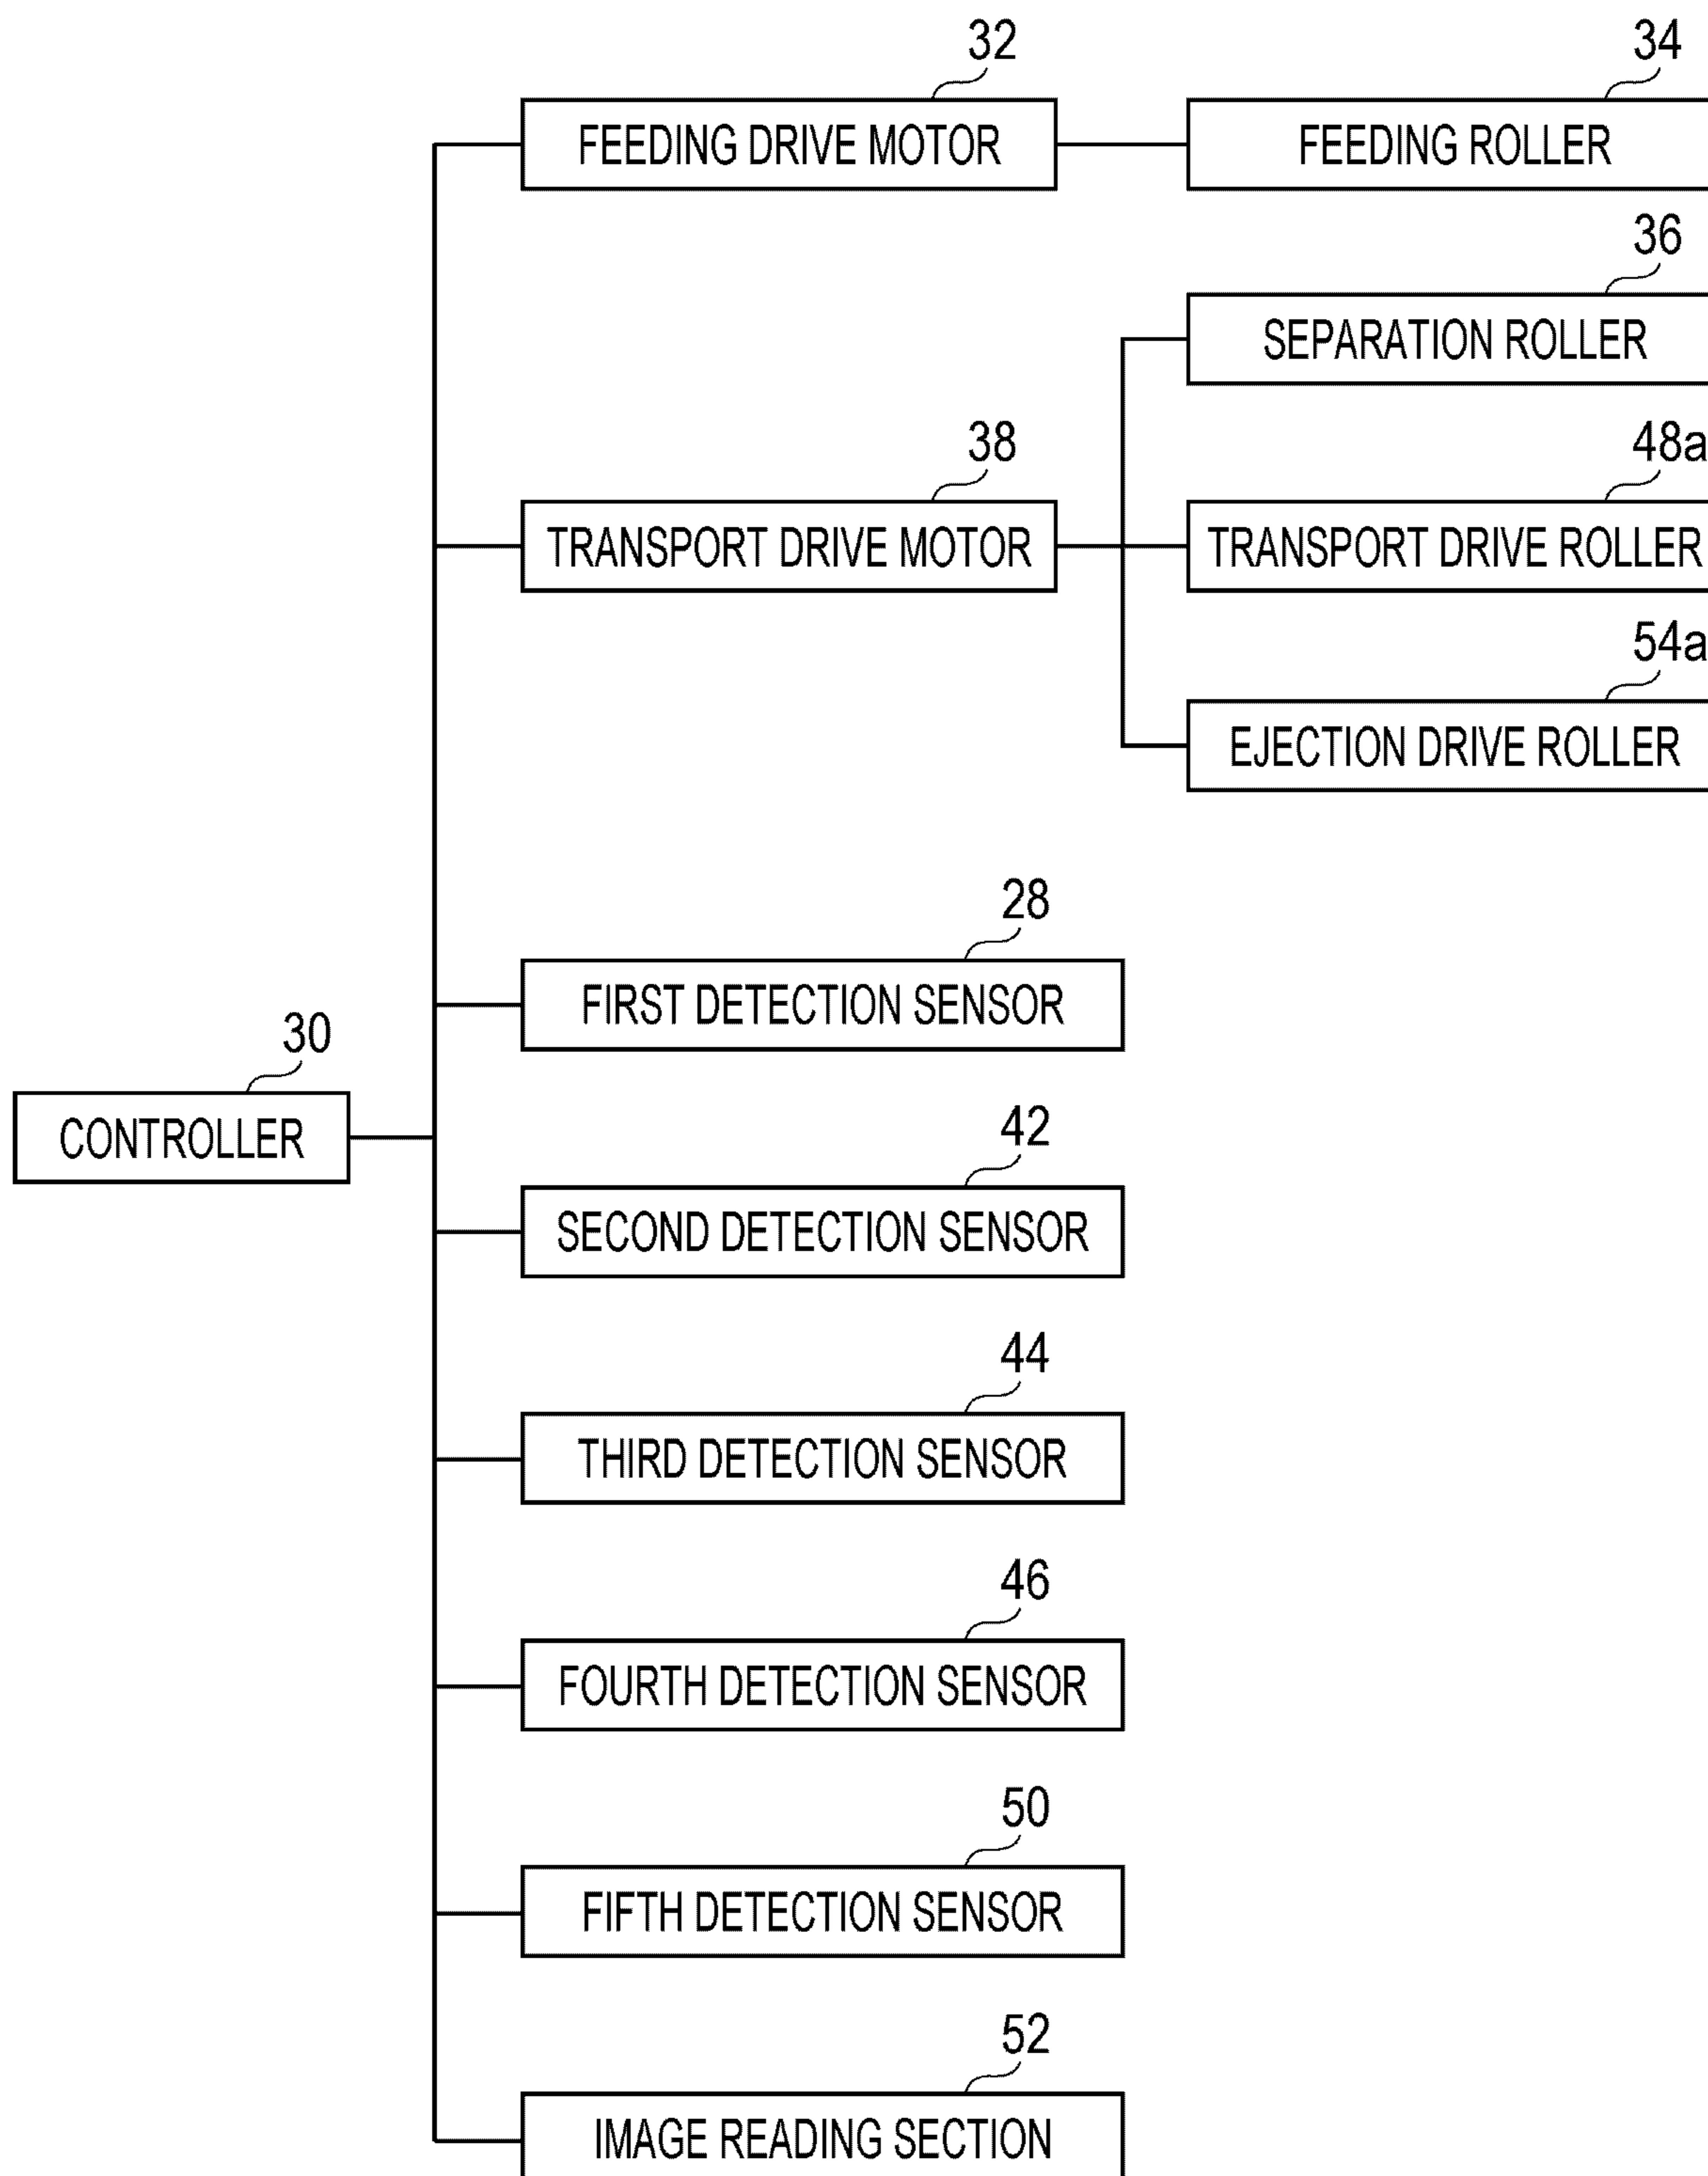 32
34
FEEDING DRIVE MOTOR
FEEDING ROLLER
36
SEPARATION ROLLER
38
48a
TRANSPORT DRIVE MOTOR
TRANSPORT DRIVE ROLLER
54a
EJECTION DRIVE ROLLER
28
FIRST DETECTION SENSOR
30
CONTROLLER
42
SECOND DETECTION SENSOR
44
THIRD DETECTION SENSOR
46
FOURTH DETECTION SENSOR
50
FIFTH DETECTION SENSOR
52
IMAGE READING SECTION